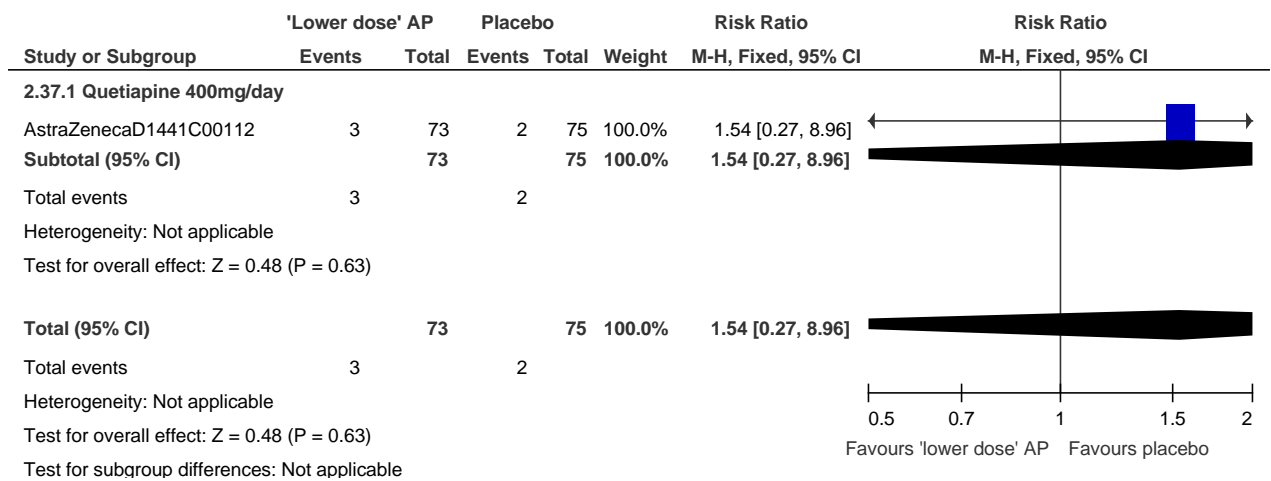 'Lower dose' AP Placebo Risk Ratio Risk Ratio
Study or Subgroup Events Total Events Total Weight M-H, Fixed, 95% CI M-H, Fixed, 95% CI
2.37.1 Quetiapine 400mg/day
AstraZenecaD1441C00112 3 73 2 75 100.0% 1.54 [0.27, 8.96]
Subtotal (95% CI) 73 75 100.0% 1.54 [0.27, 8.96]
Total events 3 2
Heterogeneity: Not applicable
Test for overall effect: Z = 0.48 (P = 0.63)
Total (95% CI) 73 75 100.0% 1.54 [0.27, 8.96]
Total events 3 2
Heterogeneity: Not applicable
Test for overall effect: Z = 0.48 (P = 0.63)
Test for subgroup differences: Not applicable
0.5 0.7 1 1.5 2
Favours 'lower dose' AP Favours placebo